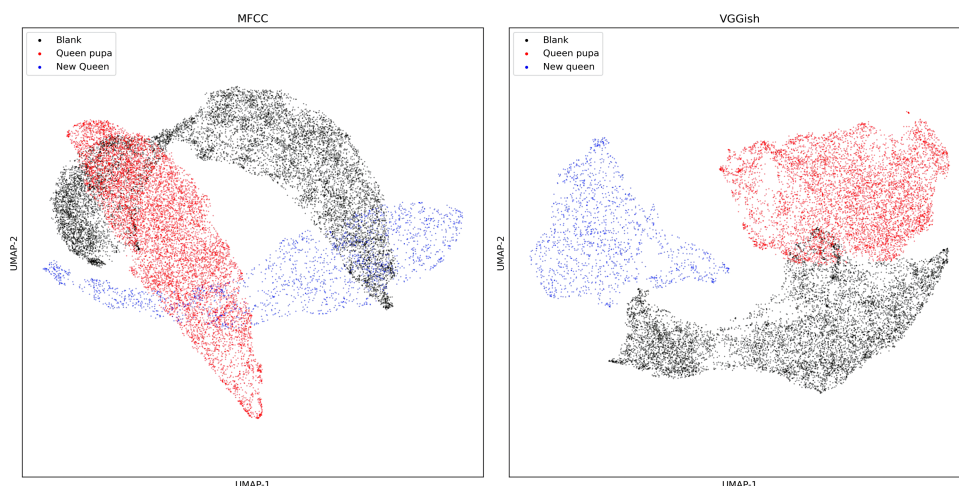 MFCC
Blank
Queen pupa
New Queen
UMAP-2
UMAP-1
VGGish
Blank
Queen pupa
New queen
UMAP-2
UMAP-1